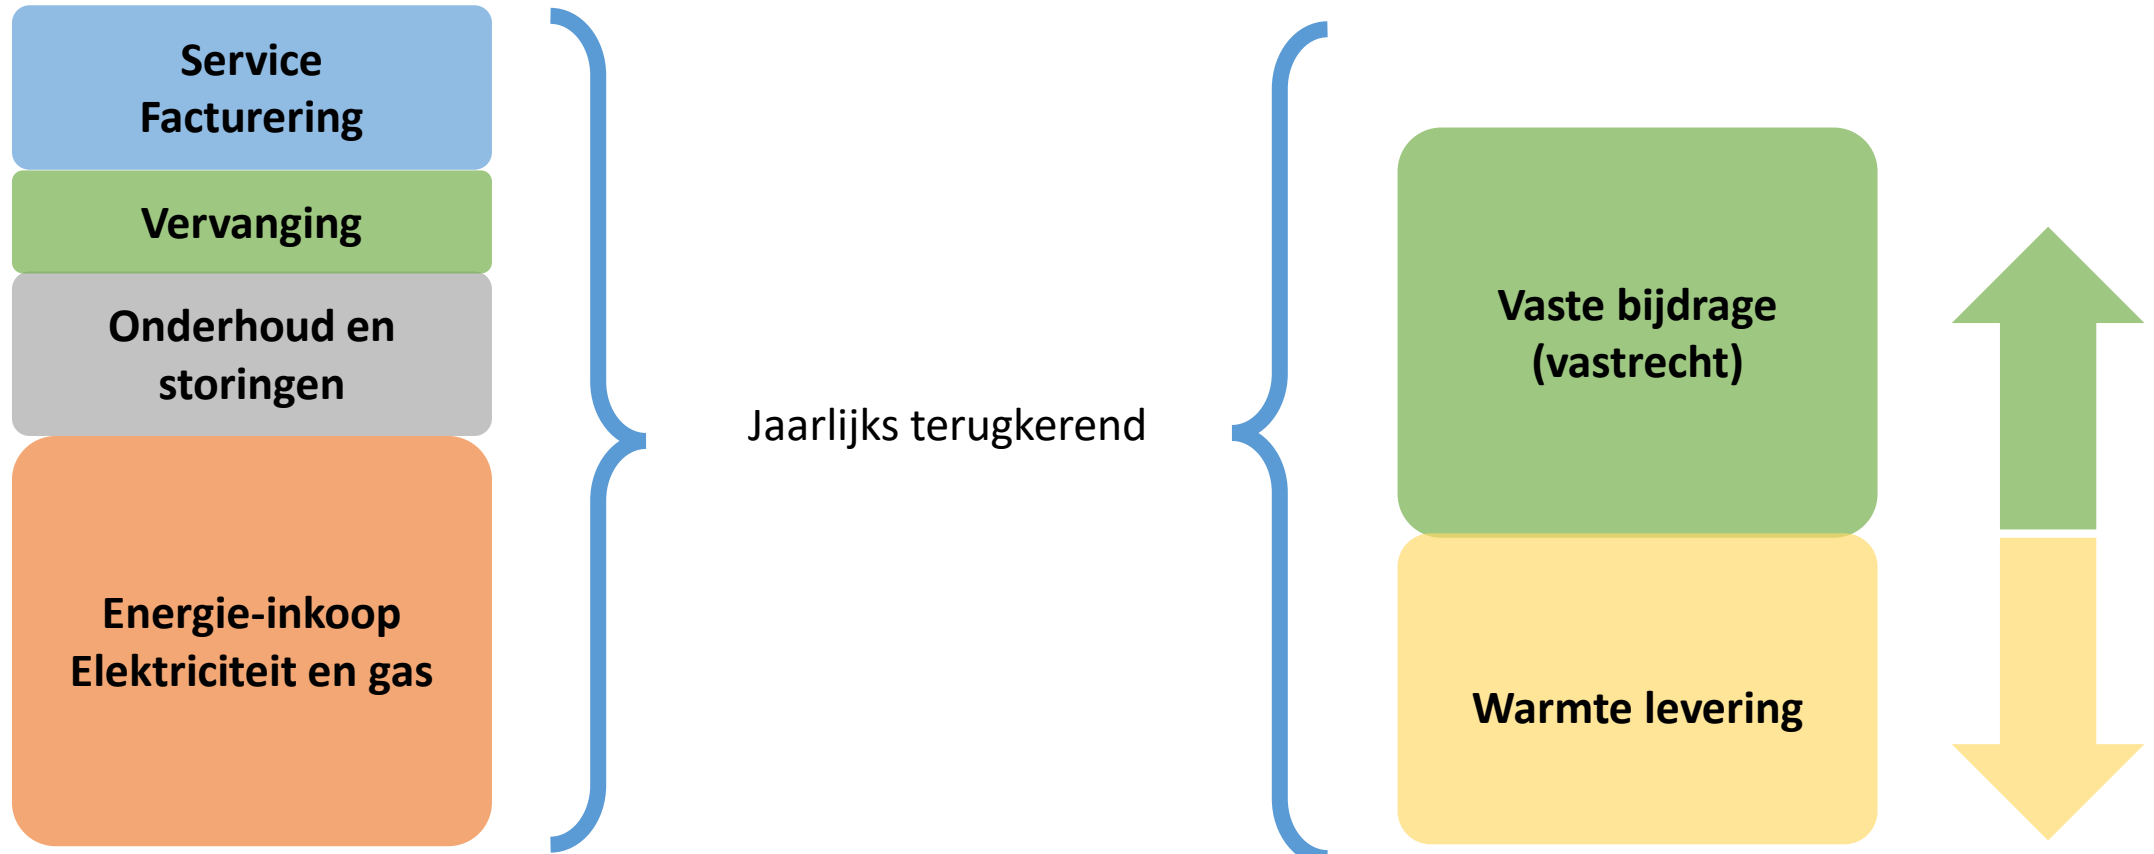 Service
Facturering
Vervanging
Onderhoud en
storingen
Energie-inkoop
Elektriciteit en gas
Jaarlijks terugkerend
Vaste bijdrage
(vastrecht)
Warmte levering